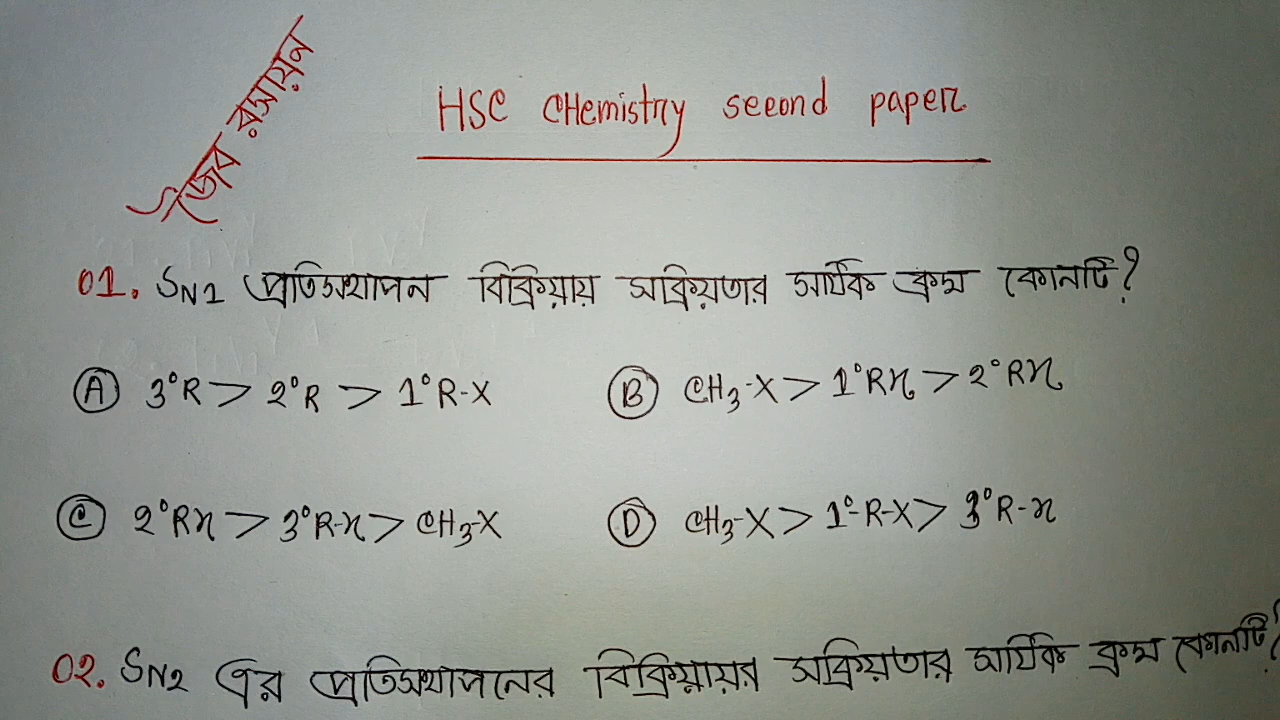 জৈব রসায়ন
HSC CHemistry second paper
01. SN1 প্রতিস্থাপন বিক্রিয়ায় সক্রিয়তার সঠিক ক্রম কোনটি?
Ⓐ 3°R > 2°R > 1°R-X Ⓑ CH3-X > 1°Rx > 2°Rx
Ⓒ 2°Rx > 3°R-x > CH3-X Ⓓ CH3-X > 1°-R-X > 3°R-x
02. SN2 এর প্রতিস্থাপনের বিক্রিয়ায়র সক্রিয়তার সঠিক ক্রম কোনটি?